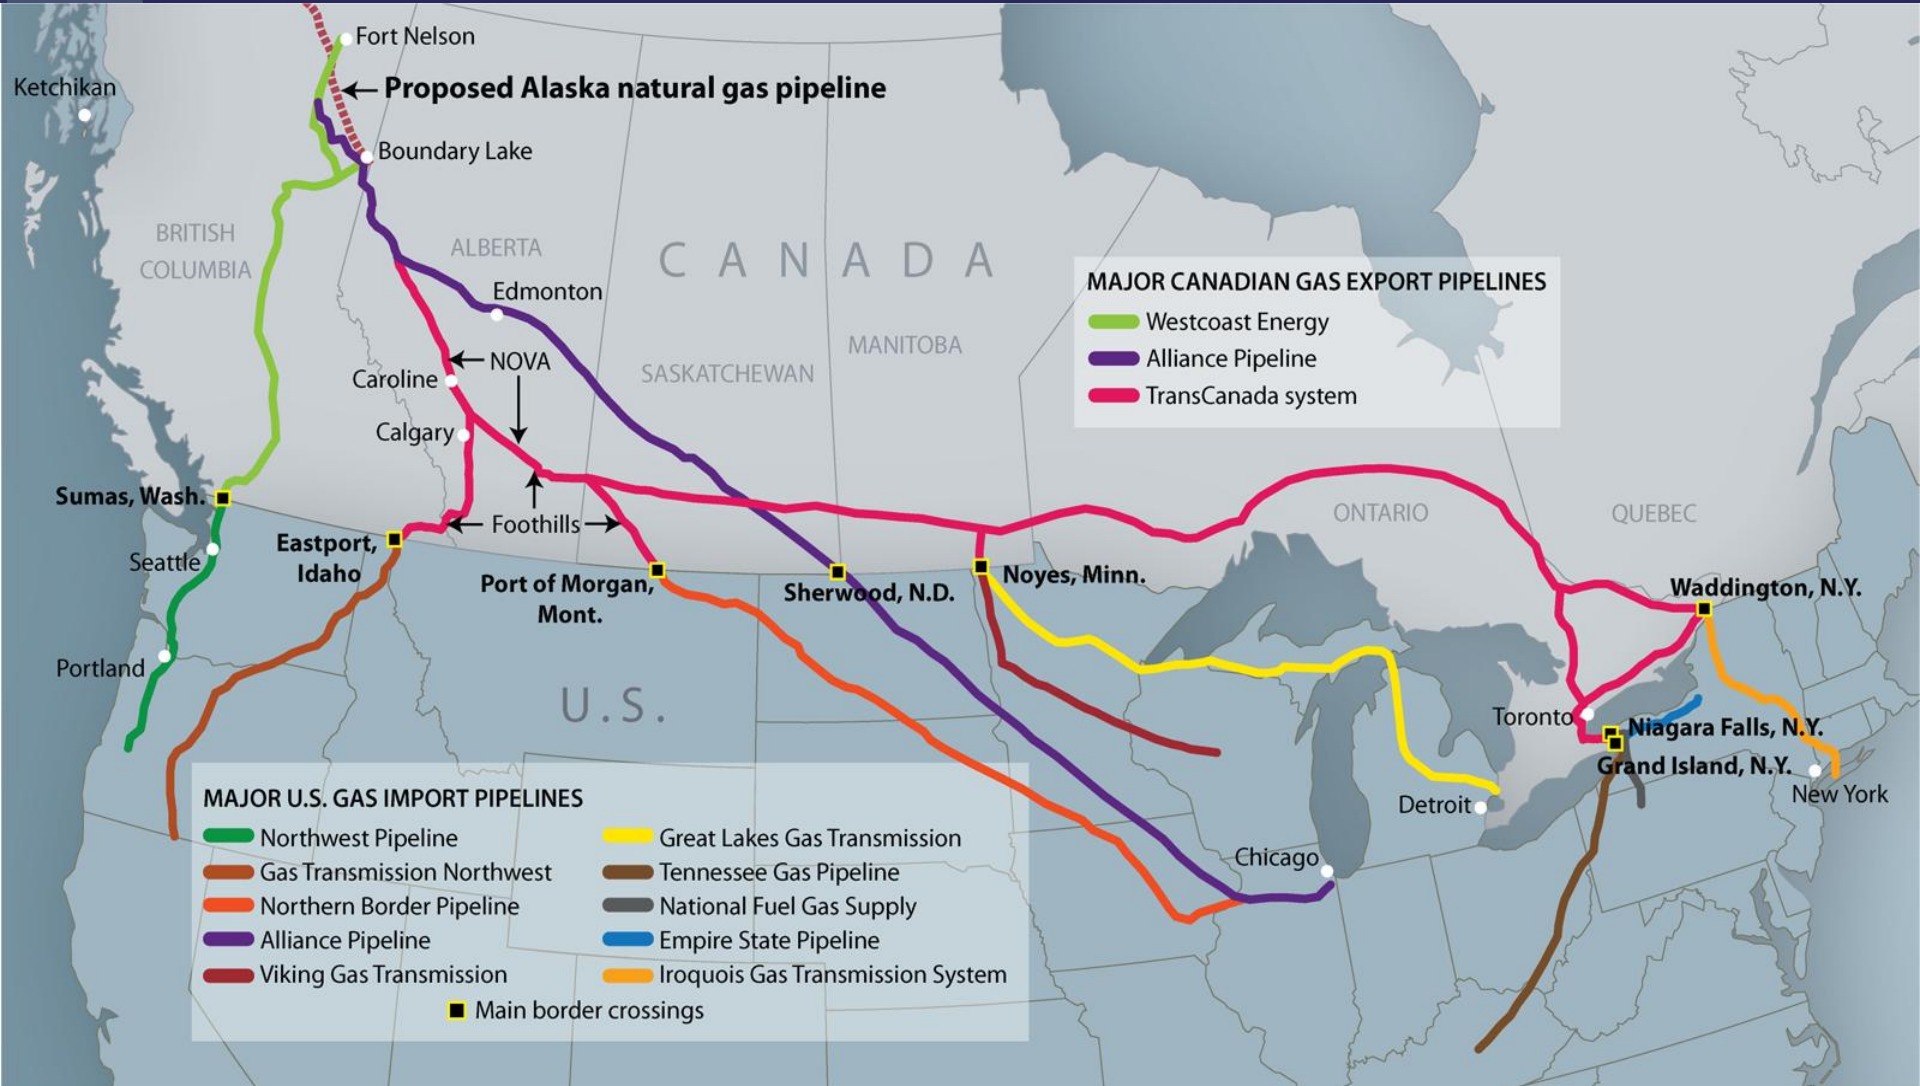 Fort Nelson
Ketchikan
Proposed Alaska natural gas pipeline
Boundary Lake
BRITISH
COLUMBIA
ALBERTA
CANADA
Edmonton
MAJOR CANADIAN GAS EXPORT PIPELINES
Westcoast Energy
Alliance Pipeline
TransCanada system
NOVA
MANITOBA
SASKATCHEWAN
Caroline
Calgary
Sumas, Wash.
Foothills
ONTARIO
QUEBEC
Seattle
Eastport,
Idaho
Port of Morgan,
Mont.
Sherwood, N.D.
Noyes, Minn.
Waddington, N.Y.
Portland
U.S.
Toronto
Niagara Falls, N.Y.
Grand Island, N.Y.
New York
Detroit
Chicago
MAJOR U.S. GAS IMPORT PIPELINES
Northwest Pipeline
Gas Transmission Northwest
Northern Border Pipeline
Alliance Pipeline
Viking Gas Transmission
Great Lakes Gas Transmission
Tennessee Gas Pipeline
National Fuel Gas Supply
Empire State Pipeline
Iroquois Gas Transmission System
Main border crossings